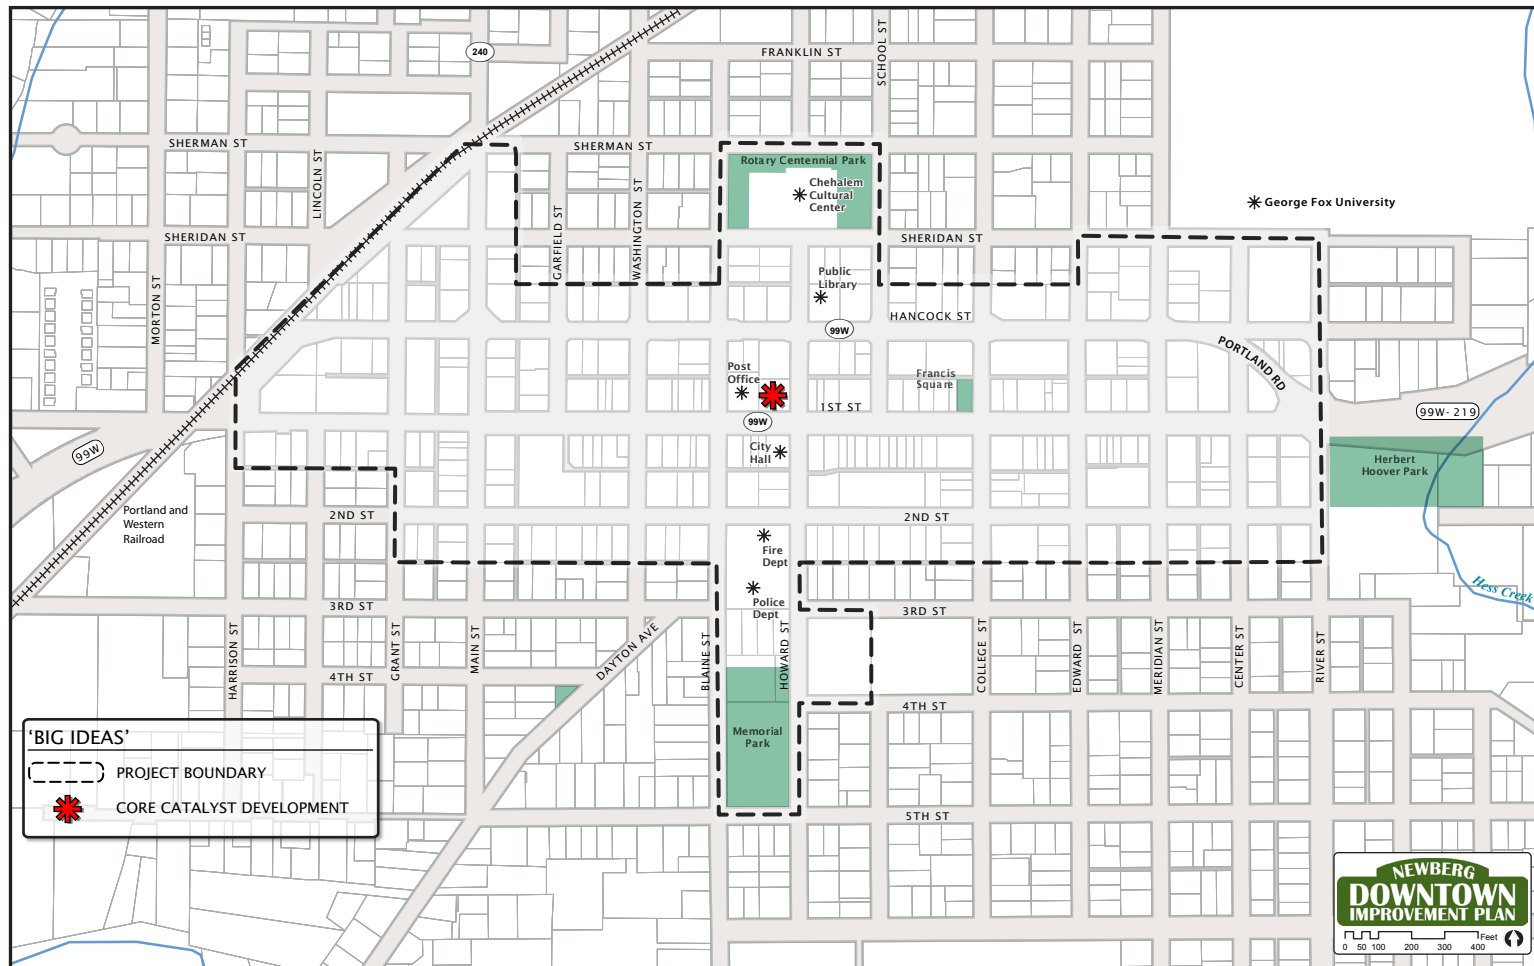 240
FRANKLIN ST
SCHOOL ST
SHERMAN ST
SHERMAN ST
LINCOLN ST
Rotary Centennial Park
Chehalem
Cultural
Center
George Fox University
GARFIELD ST
WASHINGTON ST
SHERIDAN ST
SHERIDAN ST
MORTON ST
Public
Library
HANCOCK ST
99W
PORTLAND RD
Post
Office
Francis
Square
1ST ST
99W
99W-219
99W
City
Hall
Herbert
Hoover Park
Portland and
Western
Railroad
2ND ST
2ND ST
Fire
Dept
Police
Dept
Hess Creek
3RD ST
3RD ST
HARRISON ST
GRANT ST
MAIN ST
DAYTON AVE
BLAINE ST
HOWARD ST
COLLEGE ST
EDWARD ST
MERIDIAN ST
CENTER ST
RIVER ST
4TH ST
4TH ST
Memorial
Park
'BIG IDEAS'
PROJECT BOUNDARY
CORE CATALYST DEVELOPMENT
5TH ST
NEWBERG
DOWNTOWN
IMPROVEMENT PLAN
Feet
0 50 100 200 300 400